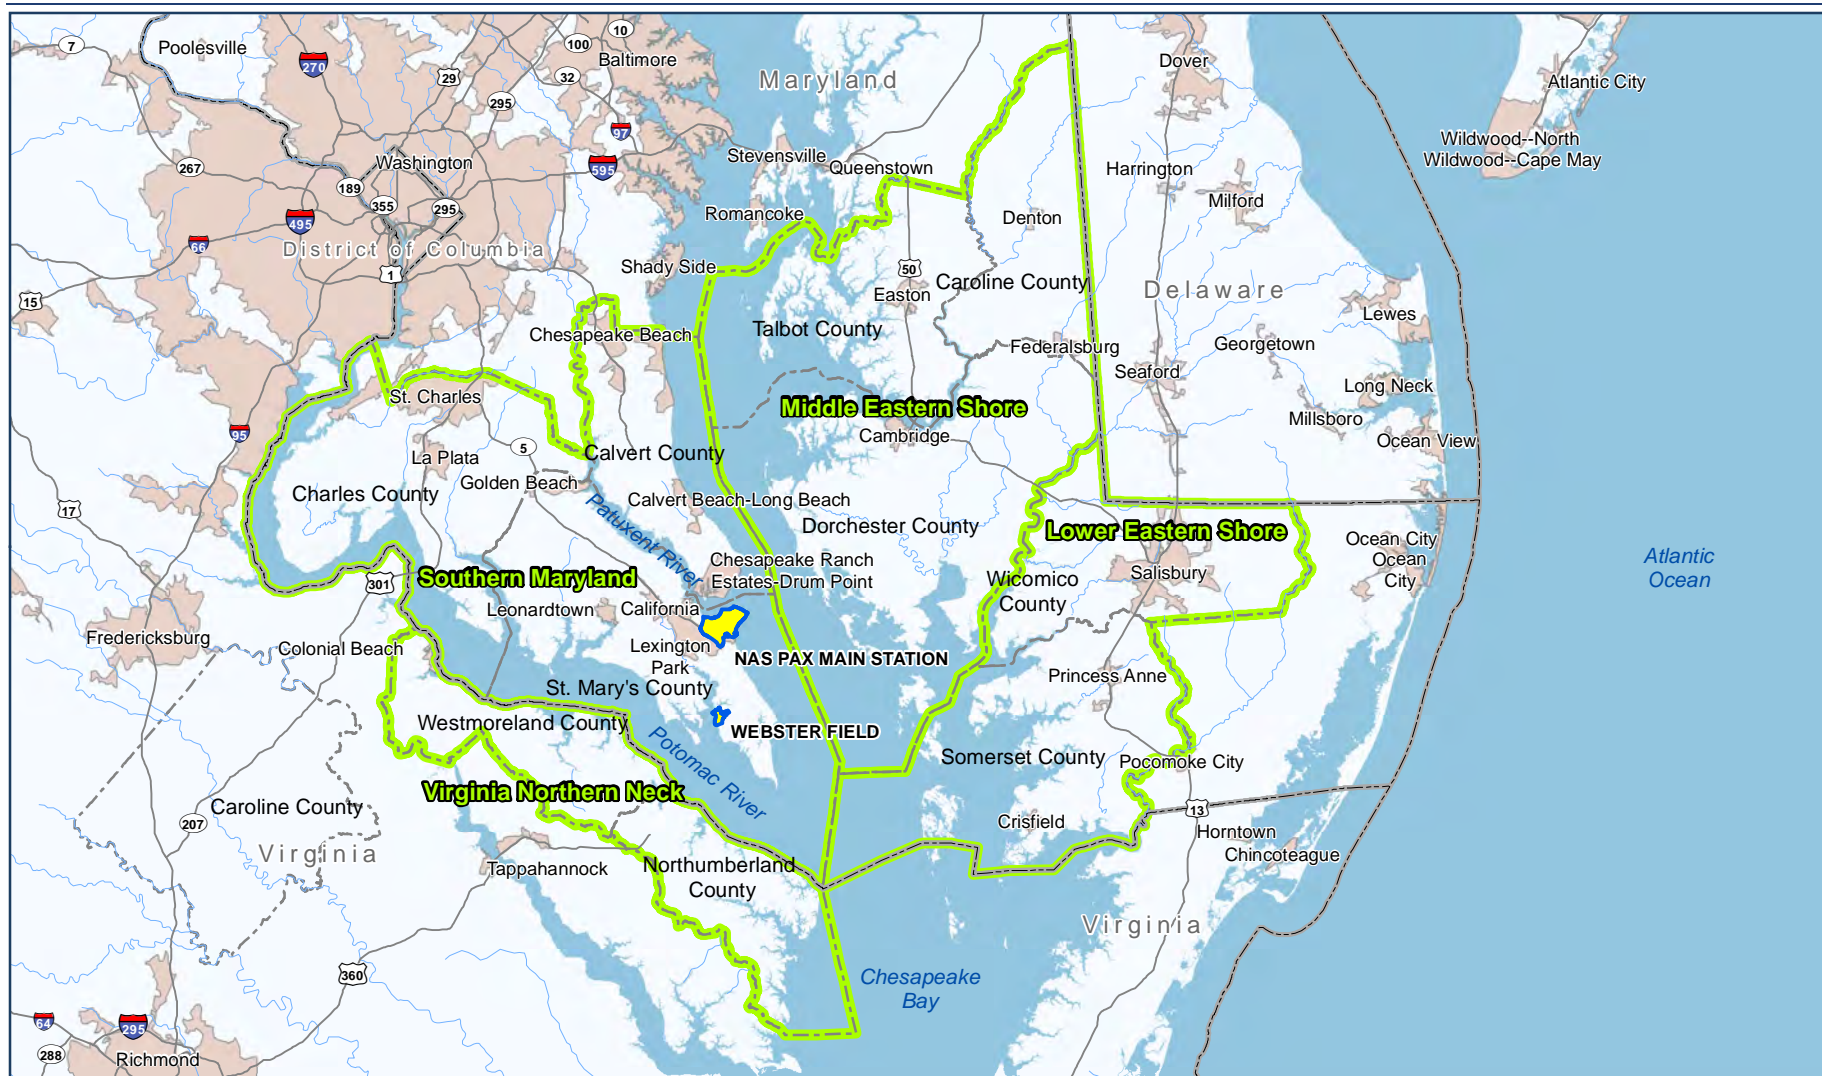 7
Poolesville
270
29
100
10
32
Baltimore
295
97
Maryland
Dover
Atlantic City
Wildwood--North
Wildwood--Cape May
267
Washington
189
355
295
595
Stevensville
Queenstown
Harrington
Milford
495
66
District of Columbia
1
Romancoke
Denton
15
Shady Side
50
Easton
Caroline County
Delaware
Lewes
Chesapeake Beach
Talbot County
Federalsburg
Georgetown
Seaford
Long Neck
St. Charles
Middle Eastern Shore
Millsboro
95
Cambridge
Ocean View
5
La Plata
Calvert County
Golden Beach
Charles County
Calvert Beach-Long Beach
17
Patuxent River
Dorchester County
Lower Eastern Shore
Ocean City
Ocean
City
Atlantic
Ocean
Chesapeake Ranch
Estates-Drum Point
Salisbury
Southern Maryland
301
Wicomico
County
Leonardtown
California
Fredericksburg
Colonial Beach
Lexington
Park
NAS PAX MAIN STATION
Princess Anne
St. Mary's County
Westmoreland County
WEBSTER FIELD
Potomac River
Somerset County
Pocomoke City
Virginia Northern Neck
Caroline County
207
Crisfield
13
Horntown
Virginia
Chincoteague
Tappahannock
Northumberland
County
Virginia
360
Chesapeake
Bay
64
295
288
Richmond